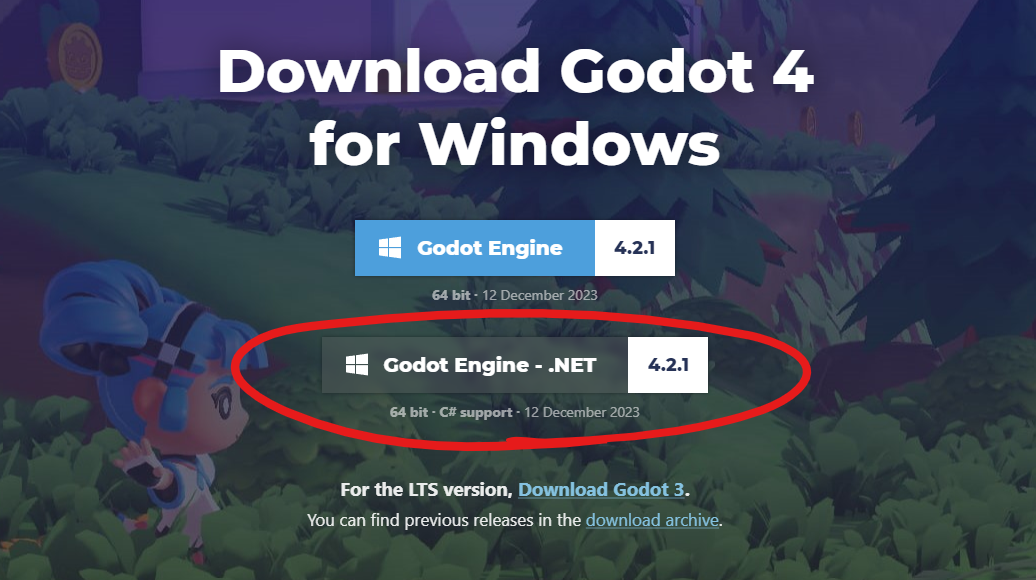 Download Godot 4
for Windows
Godot Engine 4.2.1
64 bit · 12 December 2023
Godot Engine - .NET 4.2.1
64 bit · C# support · 12 December 2023
For the LTS version, Download Godot 3.
You can find previous releases in the download archive.